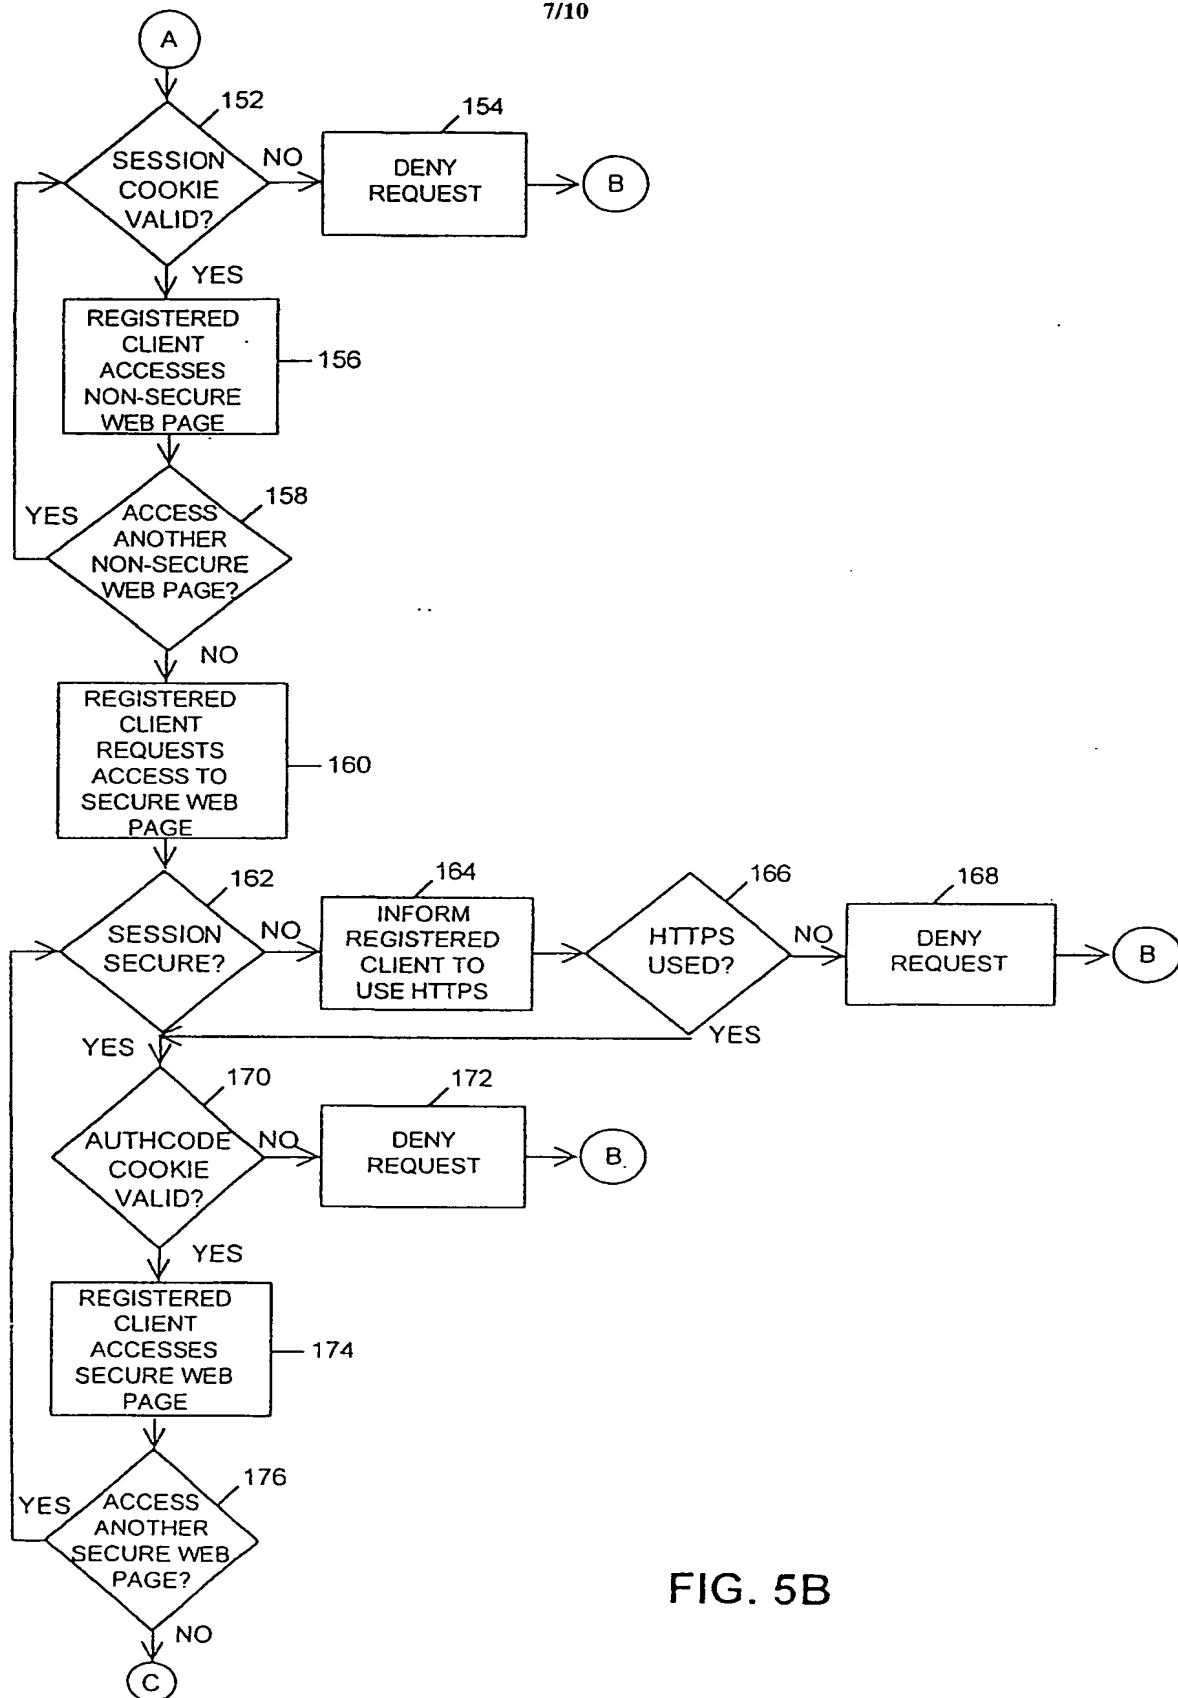 7/10
A
152
SESSION
COOKIE
VALID?
NO
154
DENY
REQUEST
B
YES
REGISTERED
CLIENT
ACCESSES
NON-SECURE
WEB PAGE
156
158
YES
ACCESS
ANOTHER
NON-SECURE
WEB PAGE?
NO
REGISTERED
CLIENT
REQUESTS
ACCESS TO
SECURE WEB
PAGE
160
162
SESSION
SECURE?
NO
164
INFORM
REGISTERED
CLIENT TO
USE HTTPS
166
HTTPS
USED?
NO
168
DENY
REQUEST
B
YES
YES
170
AUTHCODE
COOKIE
VALID?
NO
172
DENY
REQUEST
B
YES
REGISTERED
CLIENT
ACCESSES
SECURE WEB
PAGE
174
176
YES
ACCESS
ANOTHER
SECURE WEB
PAGE?
NO
C
FIG. 5B